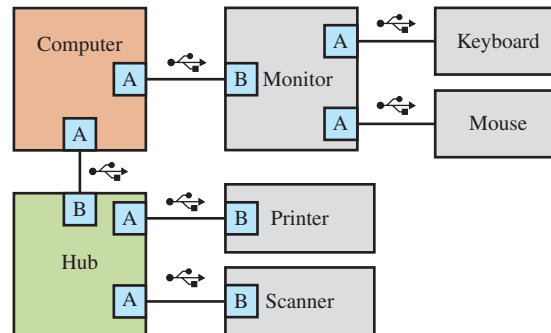 Computer
A
A
B
Monitor
A
A
Keyboard
Mouse
B
Hub
A
A
B
Printer
B
Scanner